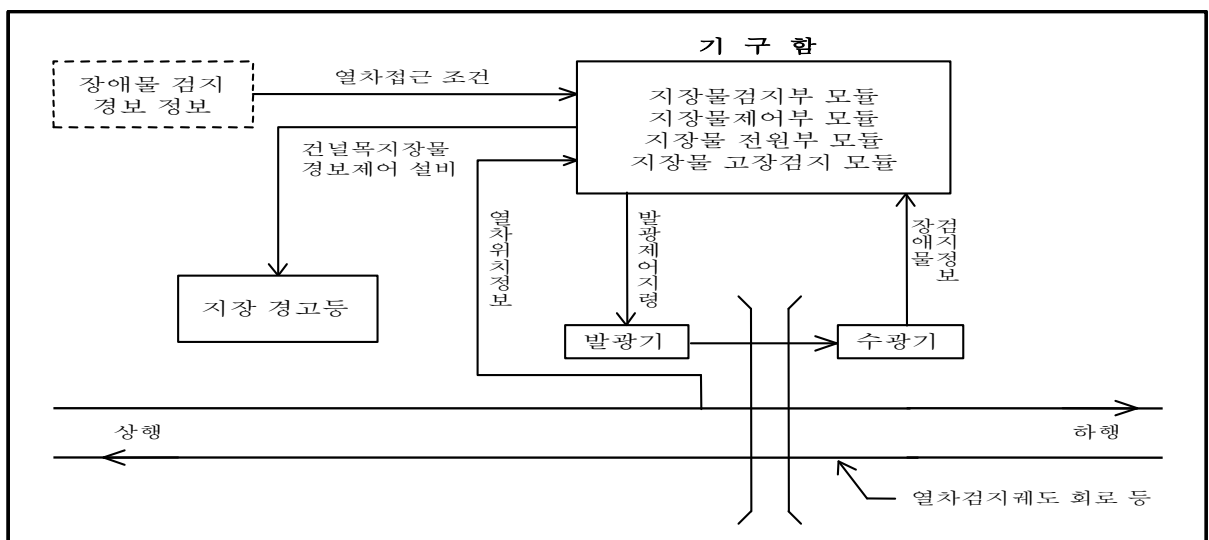 기 구 함
장애물 검지
경보 정보
열차접근 조건
지장물검지부 모듈
지장물제어부 모듈
지장물 전원부 모듈
지장물 고장검지 모듈
건널목지장물
경보제어 설비
열차위치정보
발광제어지령
검지정보
장애물
지장 경고등
발광기
수광기
상행
하행
열차검지궤도 회로 등